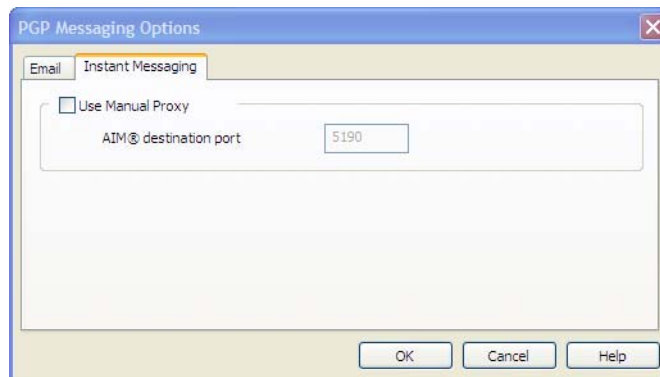 PGP Messaging Options
Email Instant Messaging
Use Manual Proxy
AIM® destination port 5190
OK Cancel Help